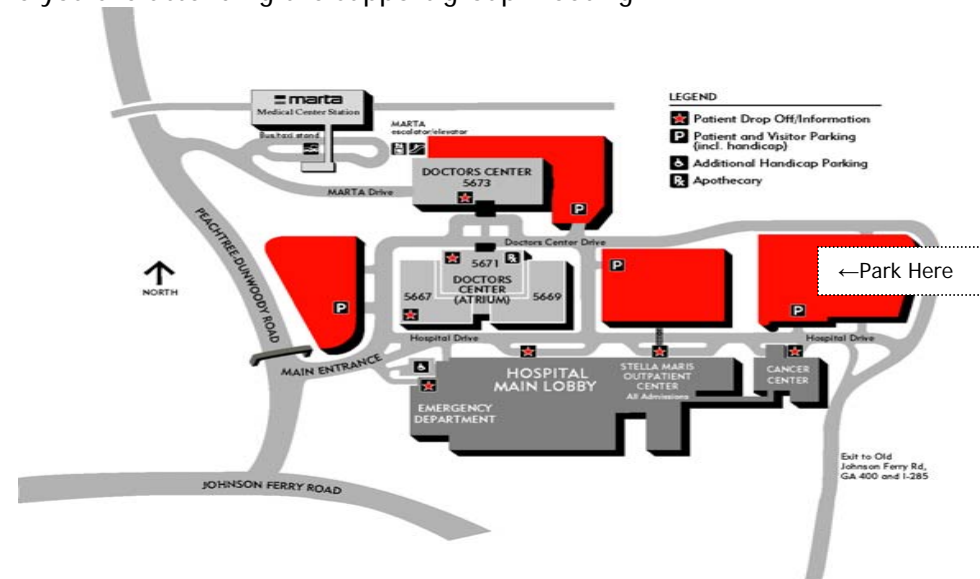 marta
Medical Center Station
Bus/taxi stand
MARTA
escalator/elevator
LEGEND
Patient Drop Off/Information
P Patient and Visitor Parking
(incl. handicap)
Additional Handicap Parking
Rx Apothecary
DOCTORS CENTER
5673
MARTA Drive
P
PEACHTREE-DUNWOODY ROAD
Doctors Center Drive
NORTH
P
5671
Rx
DOCTORS
CENTER
(ATRIUM)
5667
5669
P
P
←Park Here
Hospital Drive
Hospital Drive
MAIN ENTRANCE
HOSPITAL
MAIN LOBBY
STELLA MARIS
OUTPATIENT
CENTER
All Admissions
CANCER
CENTER
EMERGENCY
DEPARTMENT
Exit to Old
Johnson Ferry Rd,
GA 400 and I-285
JOHNSON FERRY ROAD